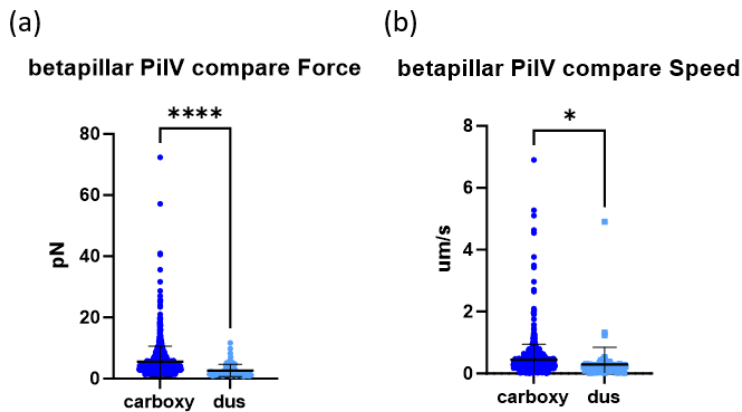 (a)
betapillar PilV compare Force
****
80
60
40
20
0
pN
carboxy dus
(b)
betapillar PilV compare Speed
*
8
6
4
2
0
um/s
carboxy dus